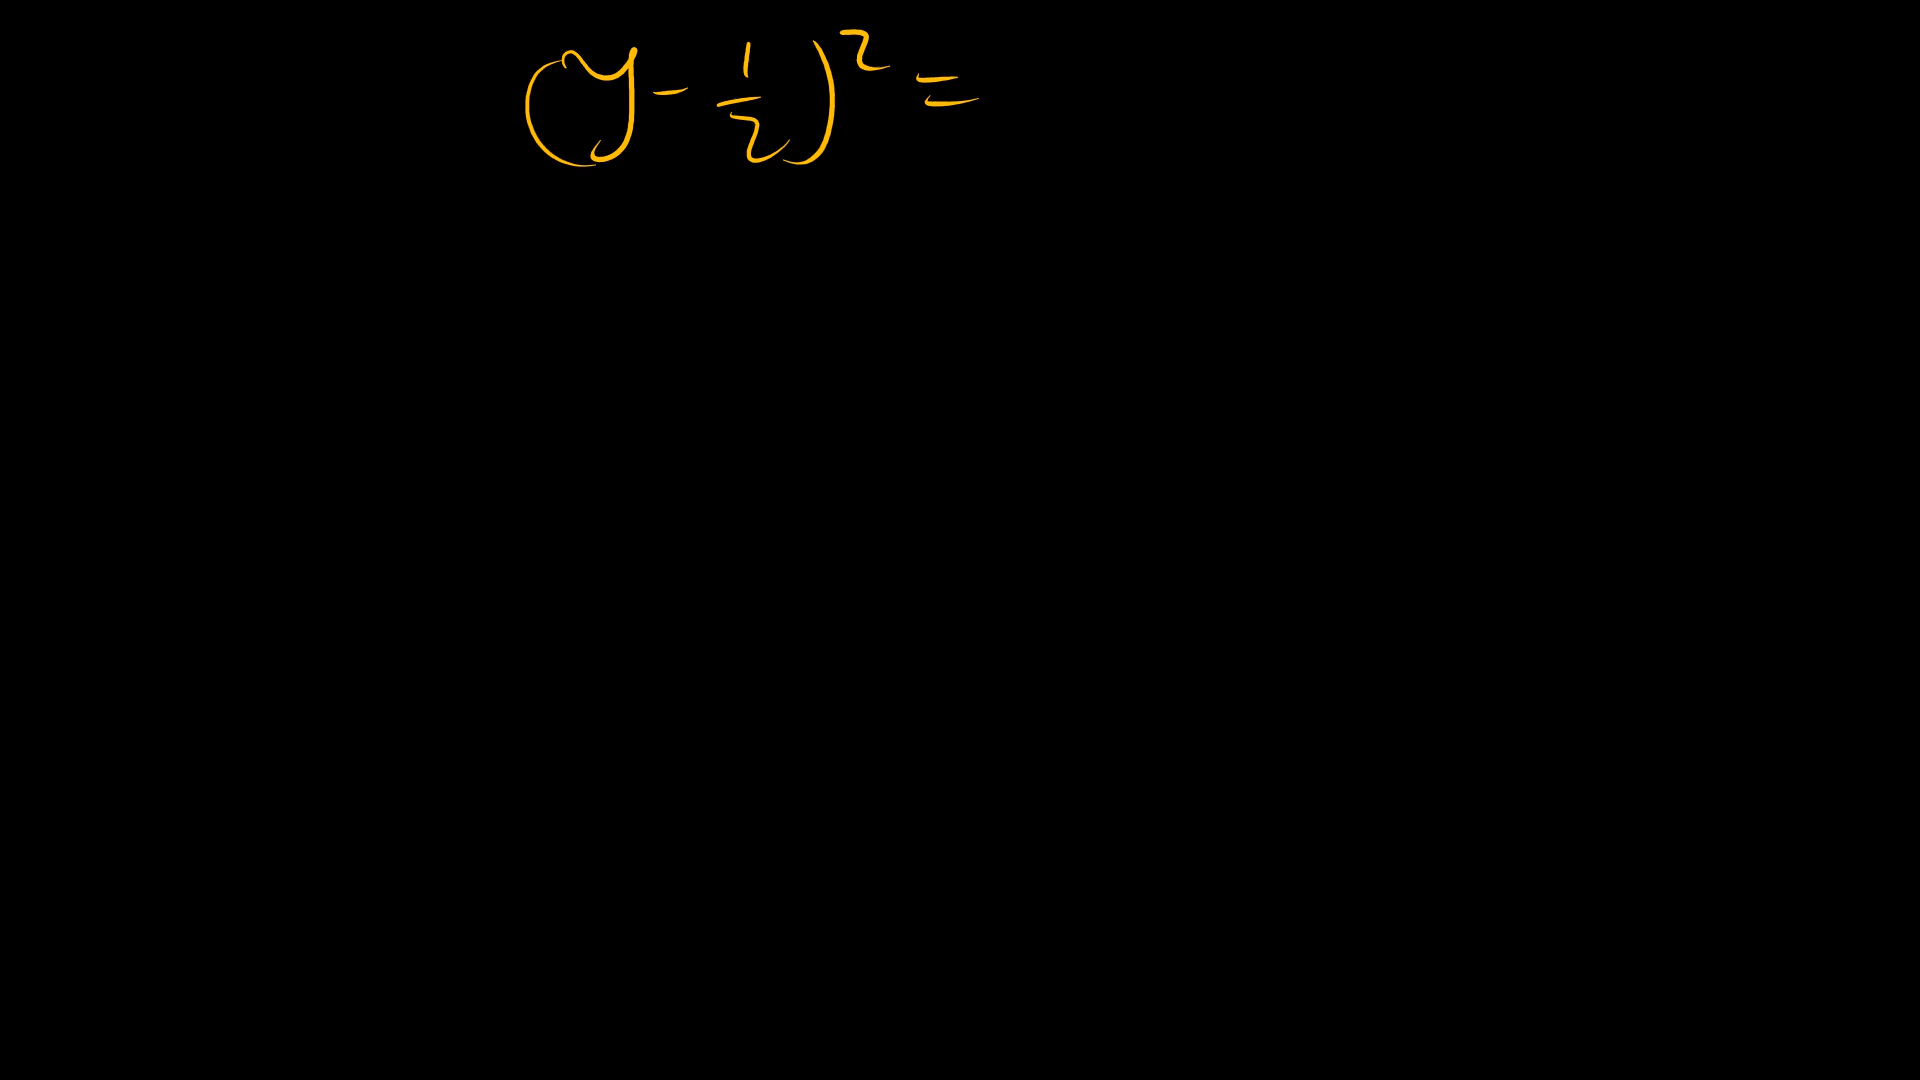 (y - 1/2)² =